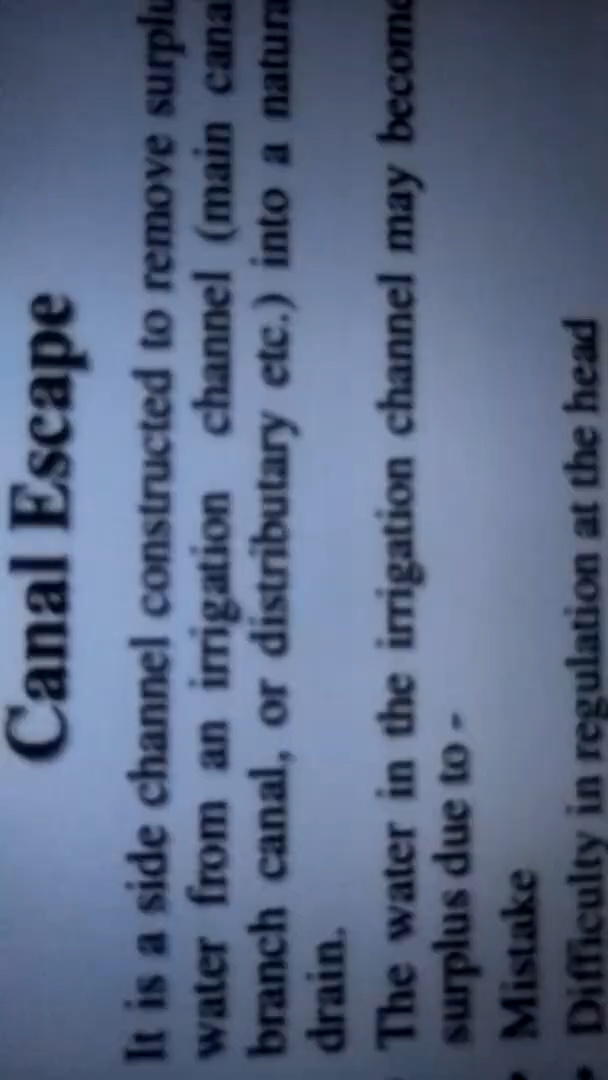 Canal Escape
It is a side channel constructed to remove surplu
water from an irrigation channel (main cana
branch canal, or distributary etc.) into a natura
drain.
The water in the irrigation channel may become
surplus due to -
• Mistake
• Difficulty in regulation at the head